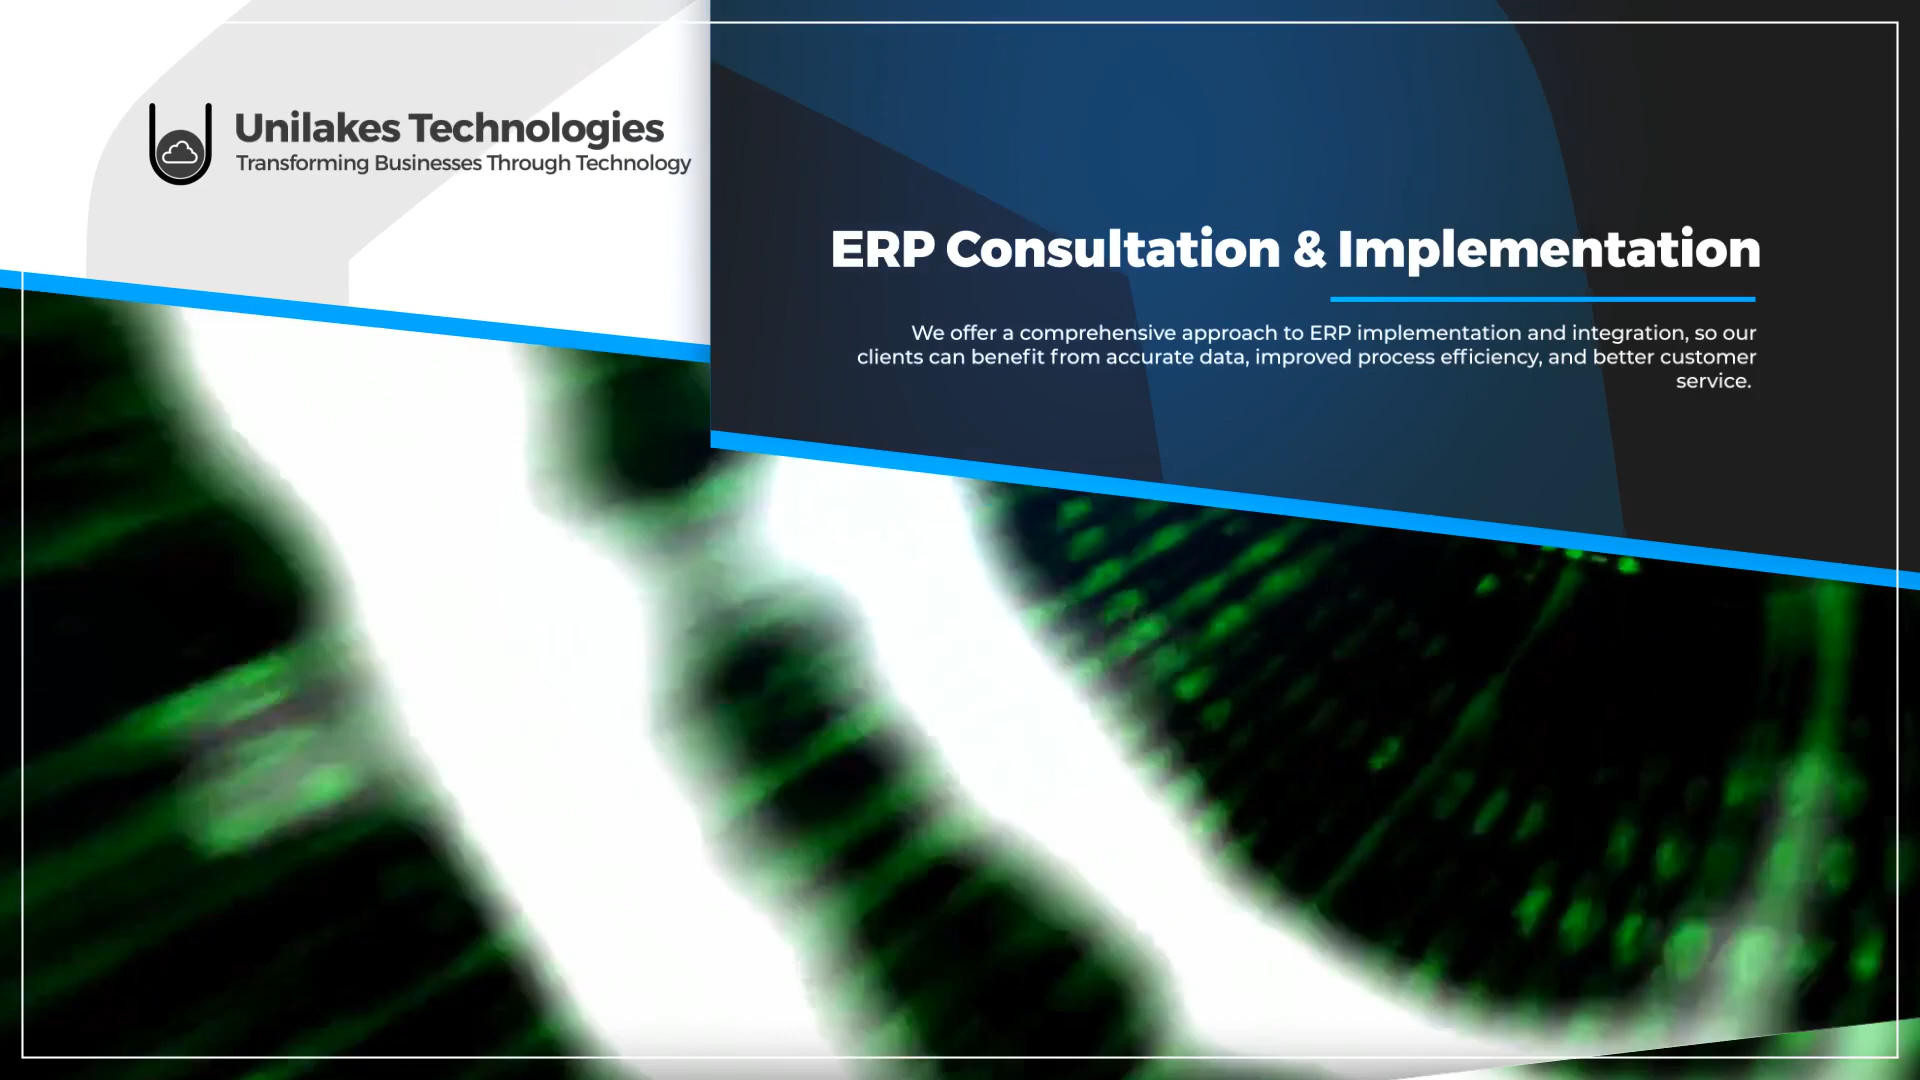 Unilakes Technologies
Transforming Businesses Through Technology
ERP Consultation & Implementation
We offer a comprehensive approach to ERP implementation and integration, so our
clients can benefit from accurate data, improved process efficiency, and better customer
service.